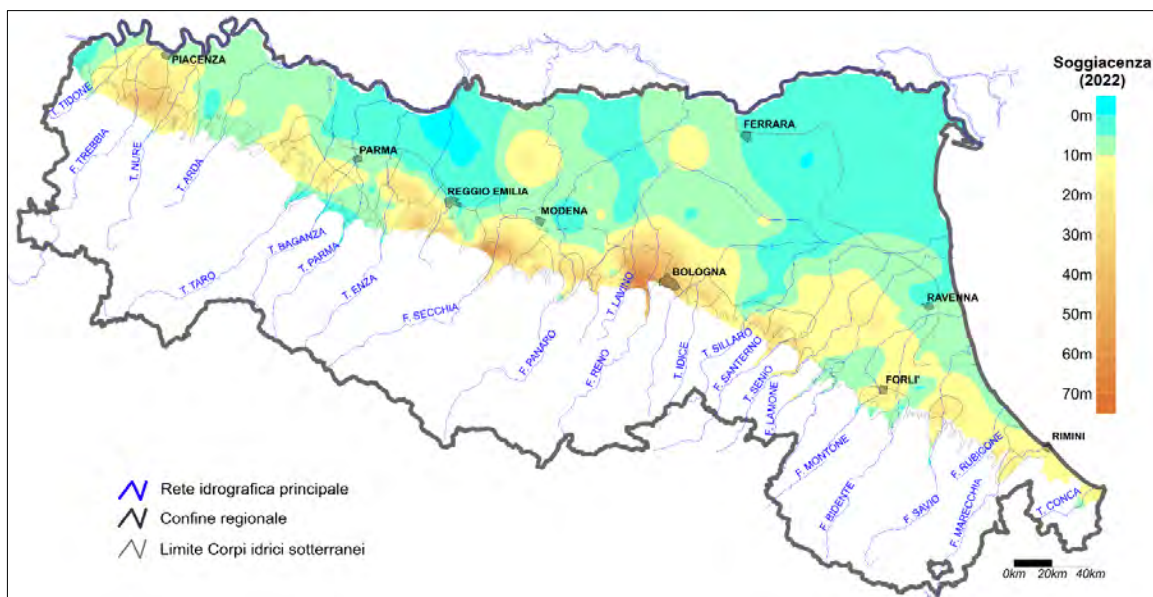 Soggiacenza
(2022)
0m
10m
20m
30m
40m
50m
60m
70m
PIACENZA
T. TIDONE
F. TREBBIA
T. NURE
T. ARDA
PARMA
REGGIO EMILIA
MODENA
FERRARA
BOLOGNA
RAVENNA
FORLI'
RIMINI
T. TARO
T. BAGANZA
T. PARMA
T. ENZA
F. SECCHIA
F. PANARO
T. LAVINO
F. RENO
T. IDICE
T. SILLARO
F. SANTERNO
T. SENIO
F. LAMONE
F. MONTONE
F. BIDENTE
F. SAVIO
F. RUBICONE
F. MARECCHIA
T. CONCA
Rete idrografica principale
Confine regionale
Limite Corpi idrici sotterranei
0km 20km 40km